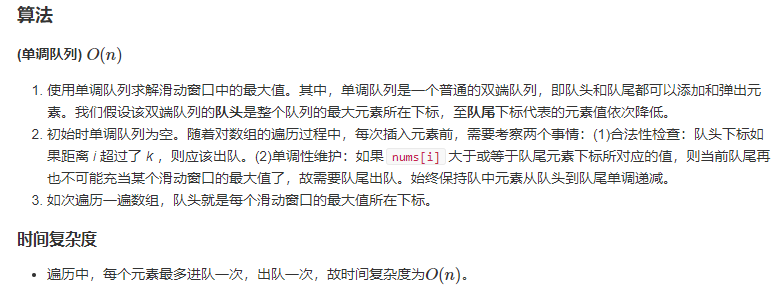 算法
(单调队列) O(n)
1. 使用单调队列求解滑动窗口中的最大值。其中，单调队列是一个普通的双端队列，即队头和队尾都可以添加和弹出元
素。我们假设该双端队列的队头是整个队列的最大元素所在下标，至队尾下标代表的元素值依次降低。
2. 初始时单调队列为空。随着对数组的遍历过程中，每次插入元素前，需要考察两个事情：(1)合法性检查：队头下标如
果距离 i 超过了 k ，则应该出队。(2)单调性维护：如果 nums[i] 大于或等于队尾元素下标所对应的值，则当前队尾再
也不可能充当某个滑动窗口的最大值了，故需要队尾出队。始终保持队中元素从队头到队尾单调递减。
3. 如次遍历一遍数组，队头就是每个滑动窗口的最大值所在下标。
时间复杂度
• 遍历中，每个元素最多进队一次，出队一次，故时间复杂度为O(n)。